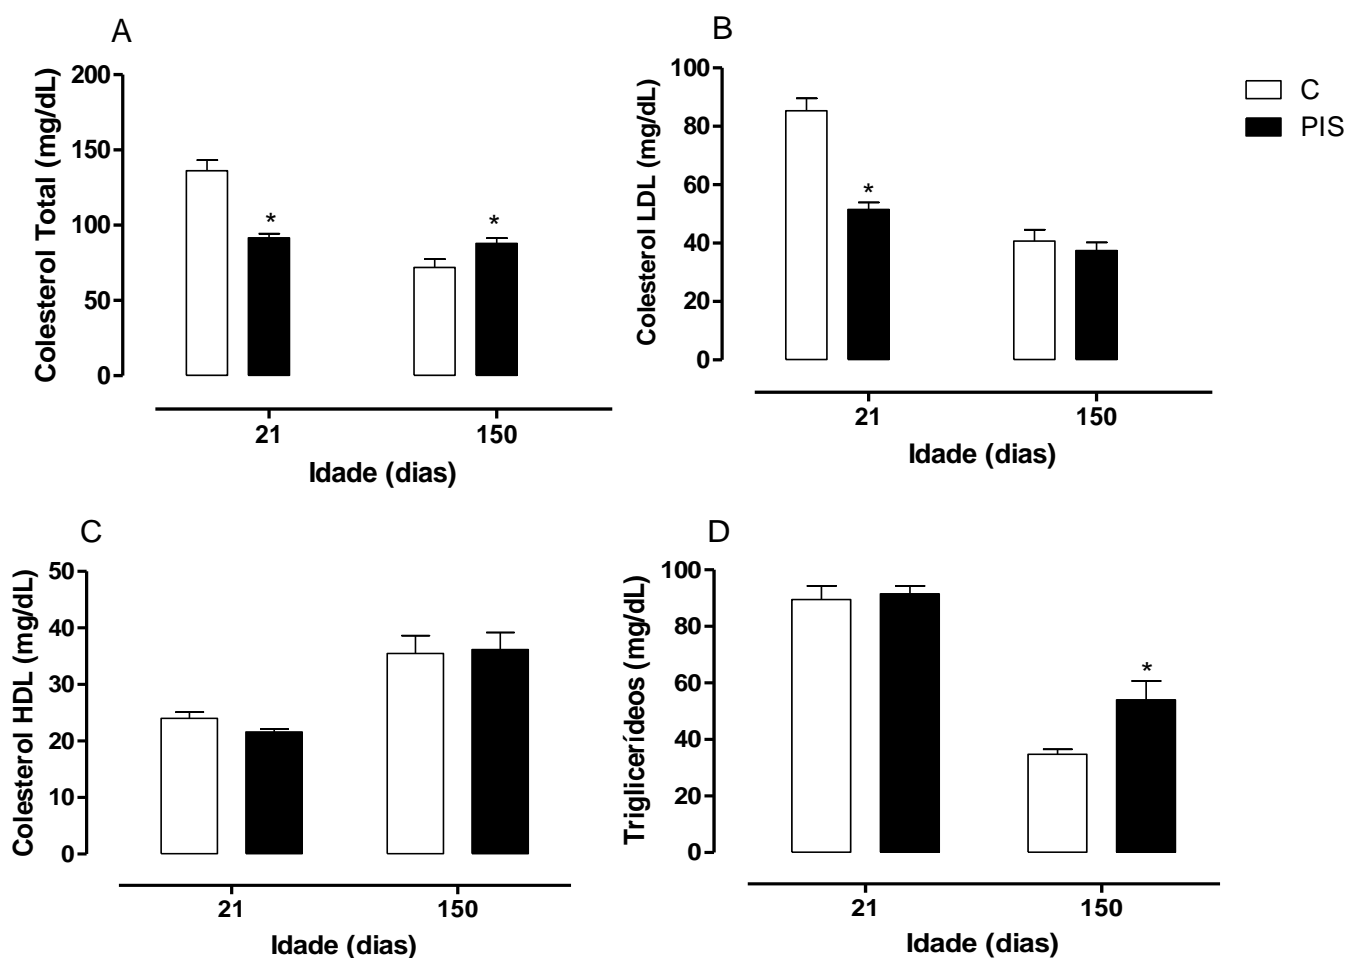 A
Colesterol Total (mg/dL)
200
150
100
50
0
*
*
21
150
Idade (dias)
B
Colesterol LDL (mg/dL)
100
80
60
40
20
0
*
21
150
Idade (dias)
C
PIS
C
Colesterol HDL (mg/dL)
50
40
30
20
10
0
21
150
Idade (dias)
D
Triglicerídeos (mg/dL)
100
80
60
40
20
0
*
21
150
Idade (dias)